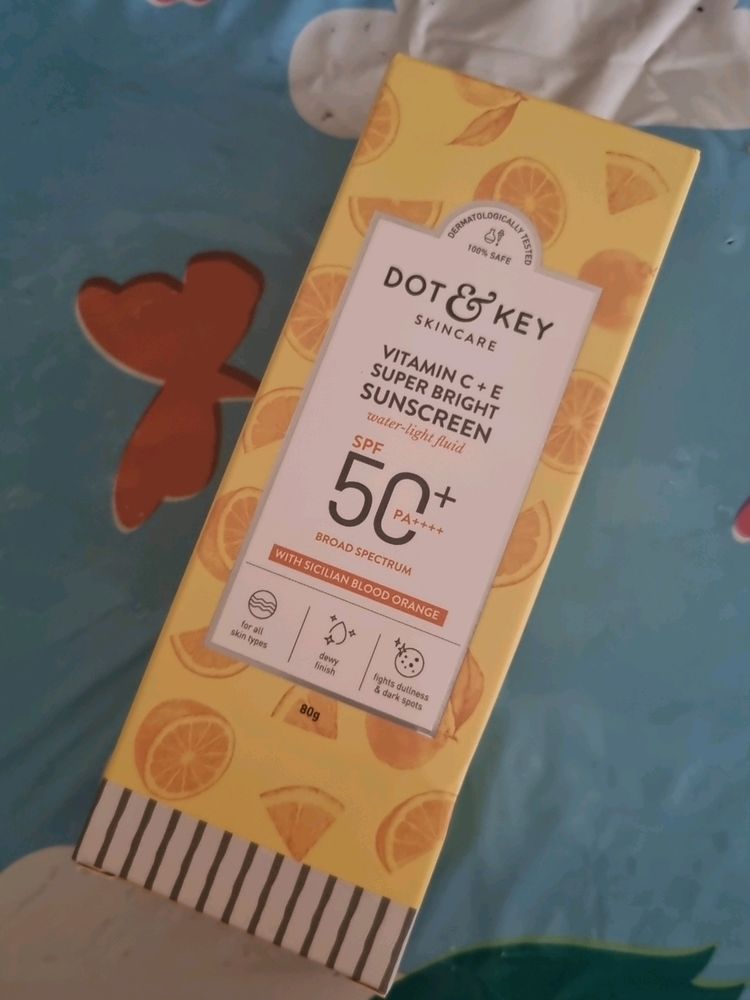 DERMATOLOGICALLY TESTED
100% SAFE
DOT & KEY
SKINCARE
VITAMIN C + E
SUPER BRIGHT
SUNSCREEN
water-light fluid
SPF
50+
PA++++
BROAD SPECTRUM
WITH SICILIAN BLOOD ORANGE
for all
skin types
dewy
finish
fights dullness
& dark spots
80g